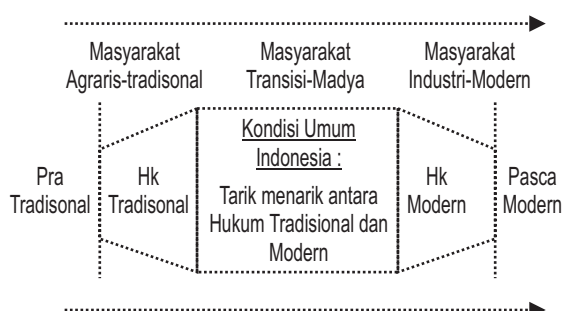 Masyarakat
Agraris-tradisonal
Masyarakat
Transisi-Madya
Masyarakat
Industri-Modern
Pra
Tradisonal
Hk
Tradisonal
Kondisi Umum
Indonesia :
Tarik menarik antara
Hukum Tradisional dan
Modern
Hk
Modern
Pasca
Modern